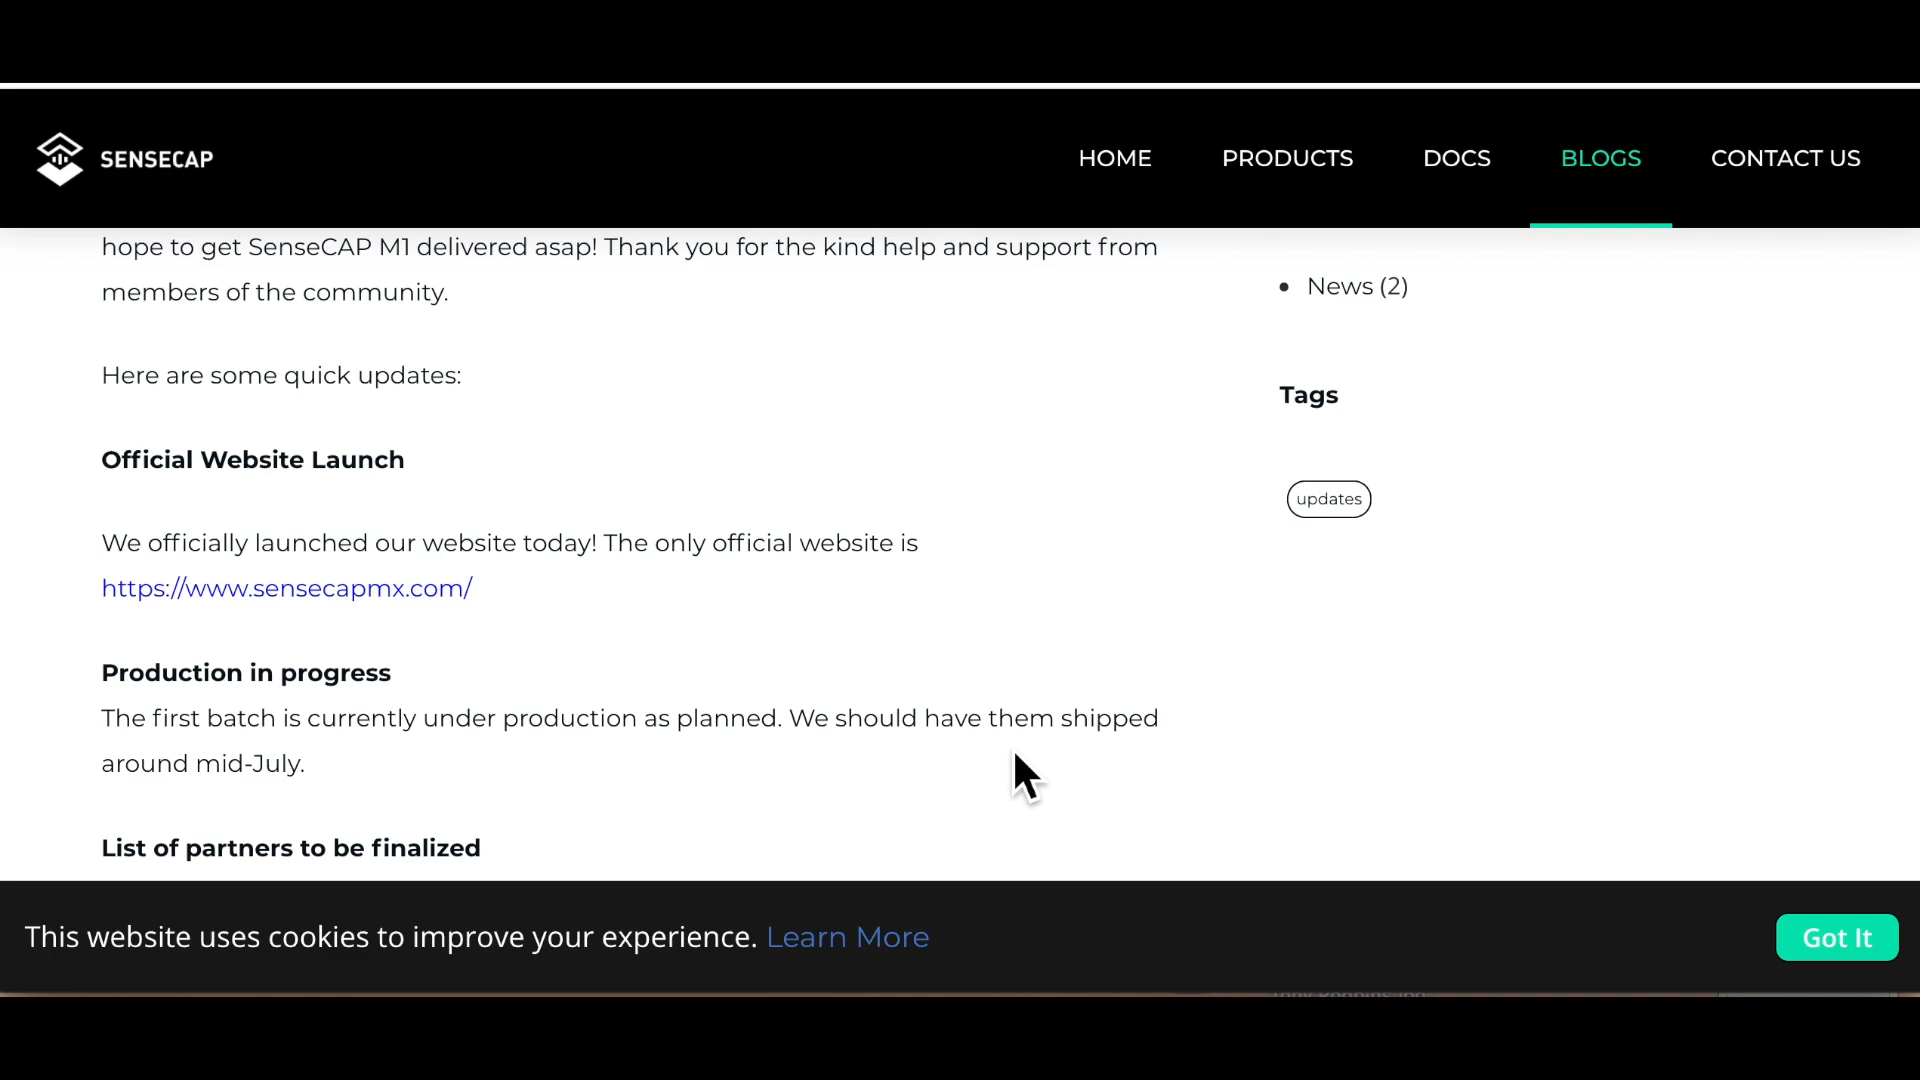 SENSECAP
HOME PRODUCTS DOCS BLOGS CONTACT US
hope to get SenseCAP M1 delivered asap! Thank you for the kind help and support from
members of the community.
Here are some quick updates:
Official Website Launch
We officially launched our website today! The only official website is
https://www.sensecapmx.com/
Production in progress
The first batch is currently under production as planned. We should have them shipped
around mid-July.
List of partners to be finalized
News (2)
Tags
updates
This website uses cookies to improve your experience. Learn More
Got It